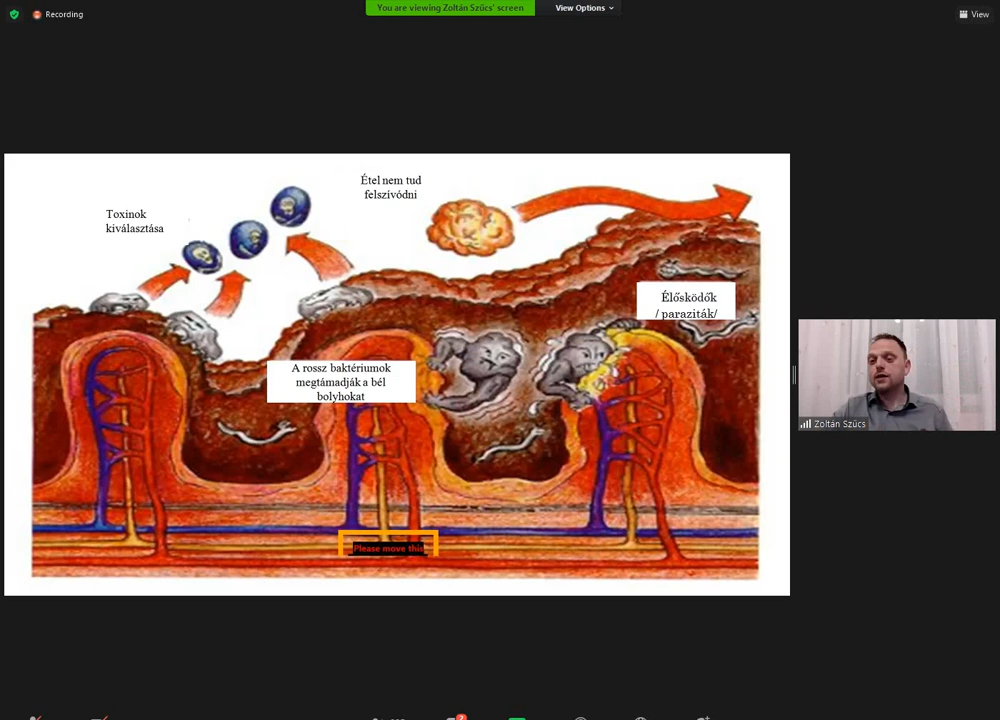 Recording
You are viewing Zoltán Szűcs' screen
View Options
View
Étel nem tud
felszívódni
Toxinok
kiválasztása
Élősködők
/ paraziták/
A rossz baktériumok
megtámadják a bél
bolyhokat
Zoltán Szűcs
Please move this
2